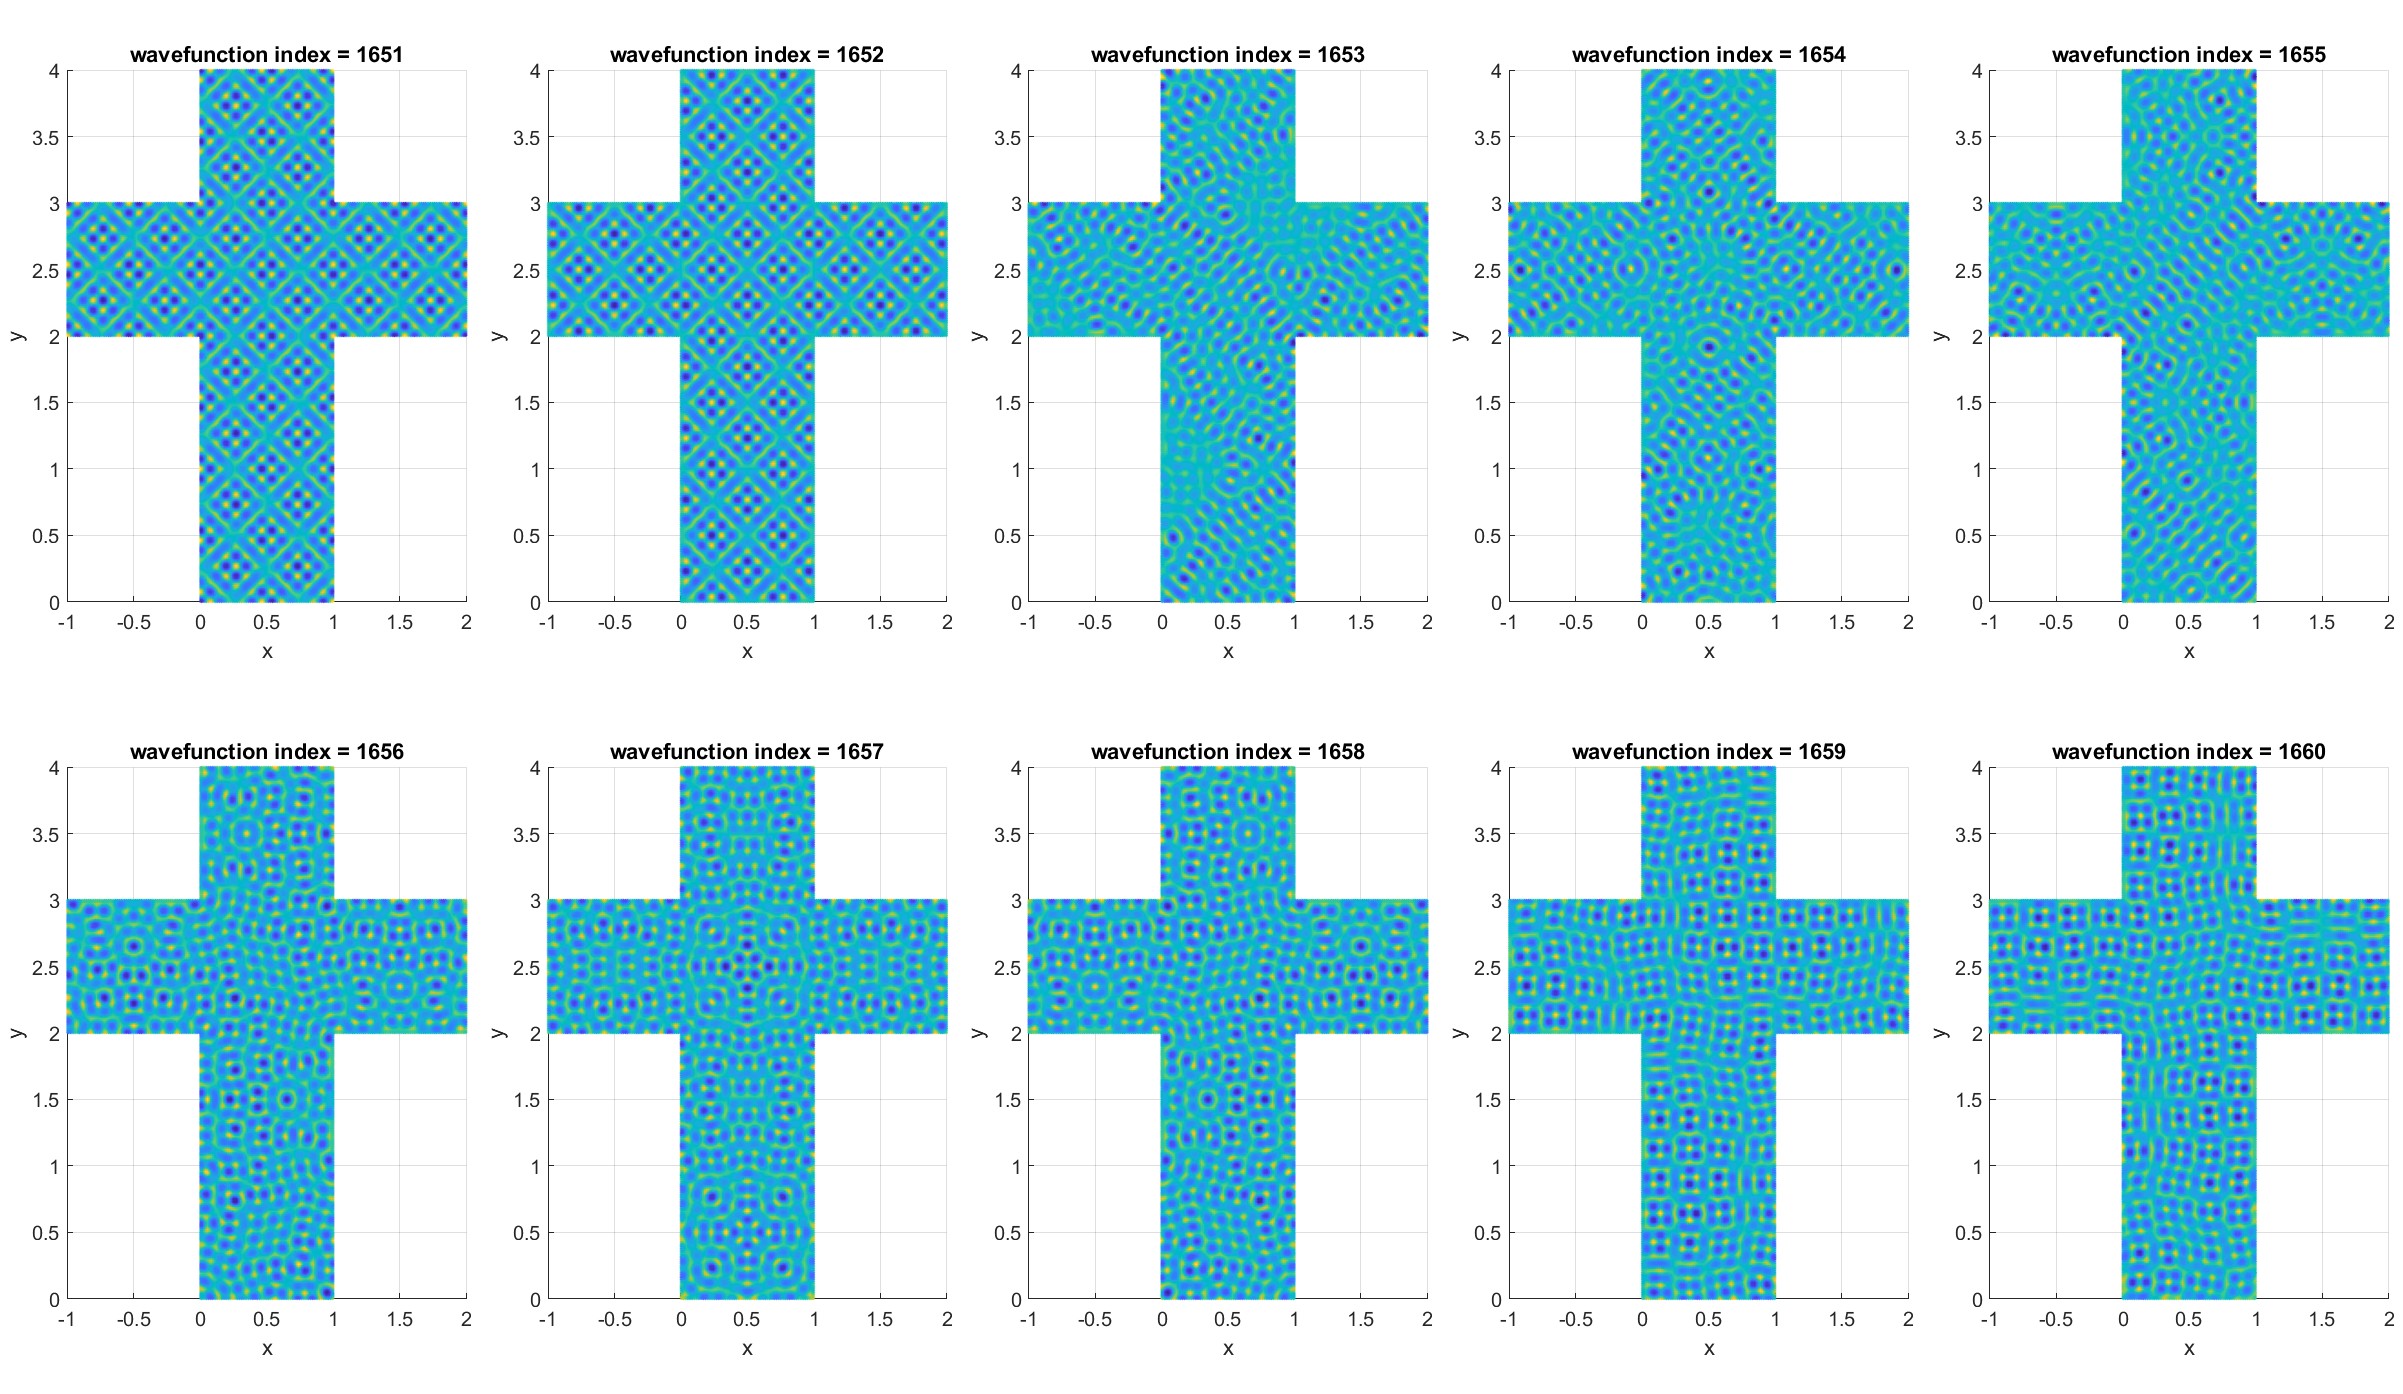 wavefunction index = 1651
wavefunction index = 1652
wavefunction index = 1653
wavefunction index = 1654
wavefunction index = 1655
4 4 4 4 4
3.5 3.5 3.5 3.5 3.5
3 3 3 3 3
2.5 2.5 2.5 2.5 2.5
2 2 2 2 2
y y y y y
1.5 1.5 1.5 1.5 1.5
1 1 1 1 1
0.5 0.5 0.5 0.5 0.5
0 0 0 0 0
-1 -0.5 0 0.5 1 1.5 2
-1 -0.5 0 0.5 1 1.5 2
-1 -0.5 0 0.5 1 1.5 2
-1 -0.5 0 0.5 1 1.5 2
-1 -0.5 0 0.5 1 1.5 2
x x x x x
wavefunction index = 1656
wavefunction index = 1657
wavefunction index = 1658
wavefunction index = 1659
wavefunction index = 1660
4 4 4 4 4
3.5 3.5 3.5 3.5 3.5
3 3 3 3 3
2.5 2.5 2.5 2.5 2.5
2 2 2 2 2
y y y y y
1.5 1.5 1.5 1.5 1.5
1 1 1 1 1
0.5 0.5 0.5 0.5 0.5
0 0 0 0 0
-1 -0.5 0 0.5 1 1.5 2
-1 -0.5 0 0.5 1 1.5 2
-1 -0.5 0 0.5 1 1.5 2
-1 -0.5 0 0.5 1 1.5 2
-1 -0.5 0 0.5 1 1.5 2
x x x x x